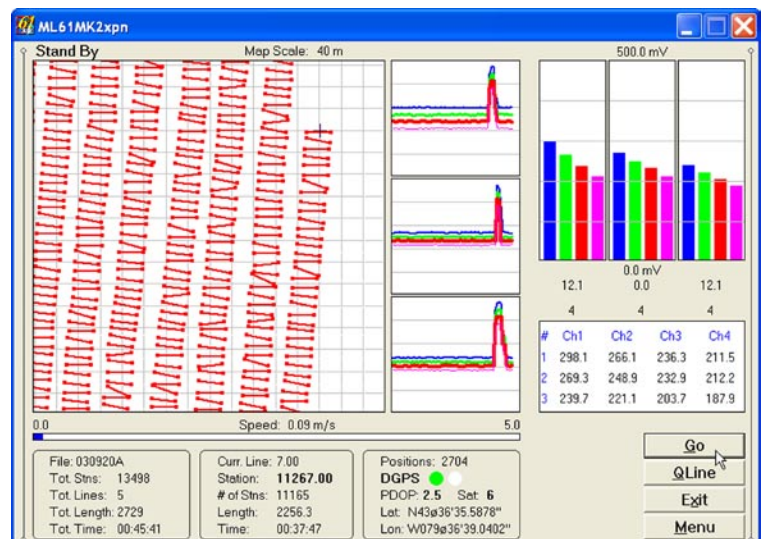 ML61MK2xpn
Stand By Map Scale: 40 m
500.0 mV
0.0 mV
12.1 0.0 12.1
4 4 4
# Ch1 Ch2 Ch3 Ch4
1 298.1 266.1 236.3 211.5
2 269.3 248.9 232.9 212.2
3 239.7 221.1 203.7 187.9
0.0 Speed: 0.09 m/s 5.0
File: 030920A
Tot. Stns: 13498
Tot. Lines: 5
Tot. Length: 2729
Tot. Time: 00:45:41
Curr. Line: 7.00
Station: 11267.00
# of Stns: 11165
Length: 2256.3
Time: 00:37:47
Positions: 2704
DGPS
PDOP: 2.5 Sat: 6
Lat: N43ø36'35.5878"
Lon: W079ø36'39.0402"
Go
QLine
Exit
Menu